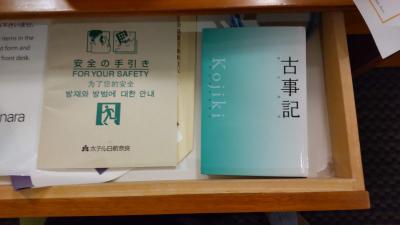 items in the
t form and
front desk.
nara
安全の手引き
FOR YOUR SAFETY
为了您的安全
방재와 방범에 대한 안내
ホテル日航奈良
Kojiki
古事記